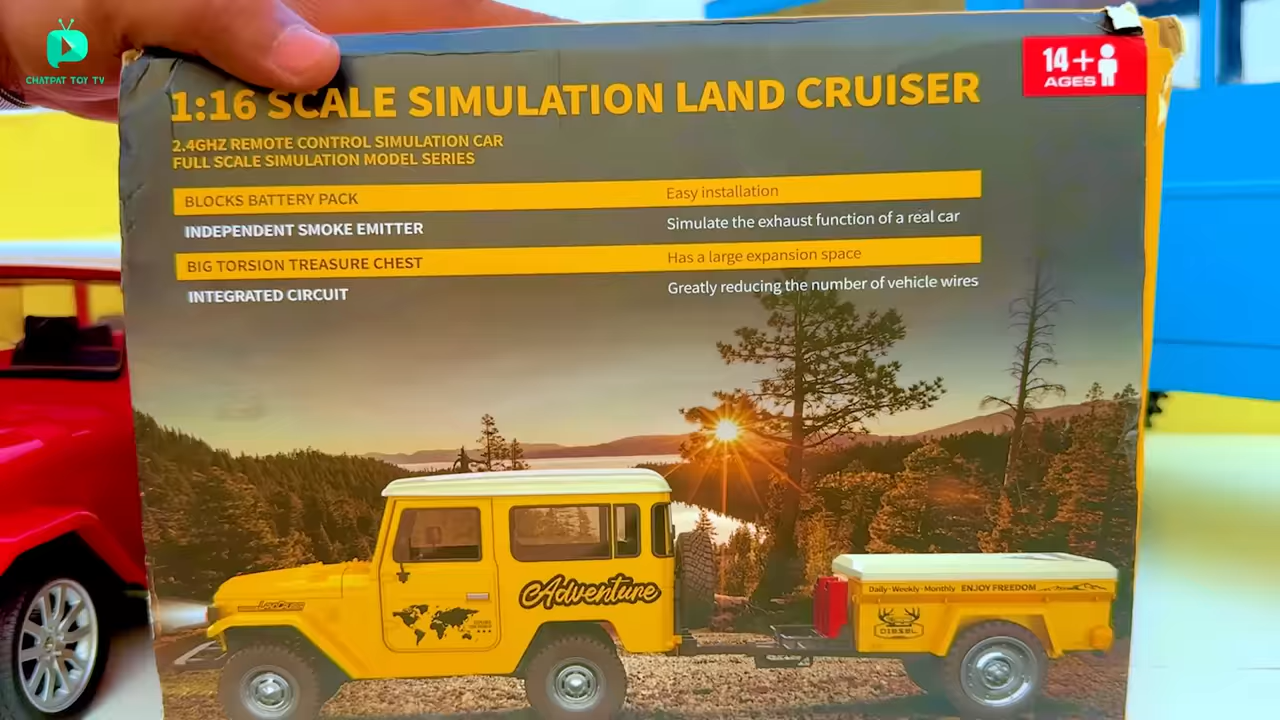 CHATPAT TOY TV
14+
AGES
1:16 SCALE SIMULATION LAND CRUISER
2.4GHZ REMOTE CONTROL SIMULATION CAR
FULL SCALE SIMULATION MODEL SERIES
BLOCKS BATTERY PACK Easy installation
INDEPENDENT SMOKE EMITTER Simulate the exhaust function of a real car
BIG TORSION TREASURE CHEST Has a large expansion space
INTEGRATED CIRCUIT Greatly reducing the number of vehicle wires
Adventure
Daily·Weekly·Monthly ENJOY FREEDOM
DIESEL